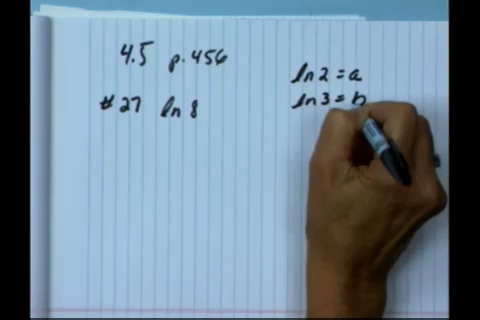 4.5 p. 456
# 27 ln 8
ln 2 = a
ln 3 = b